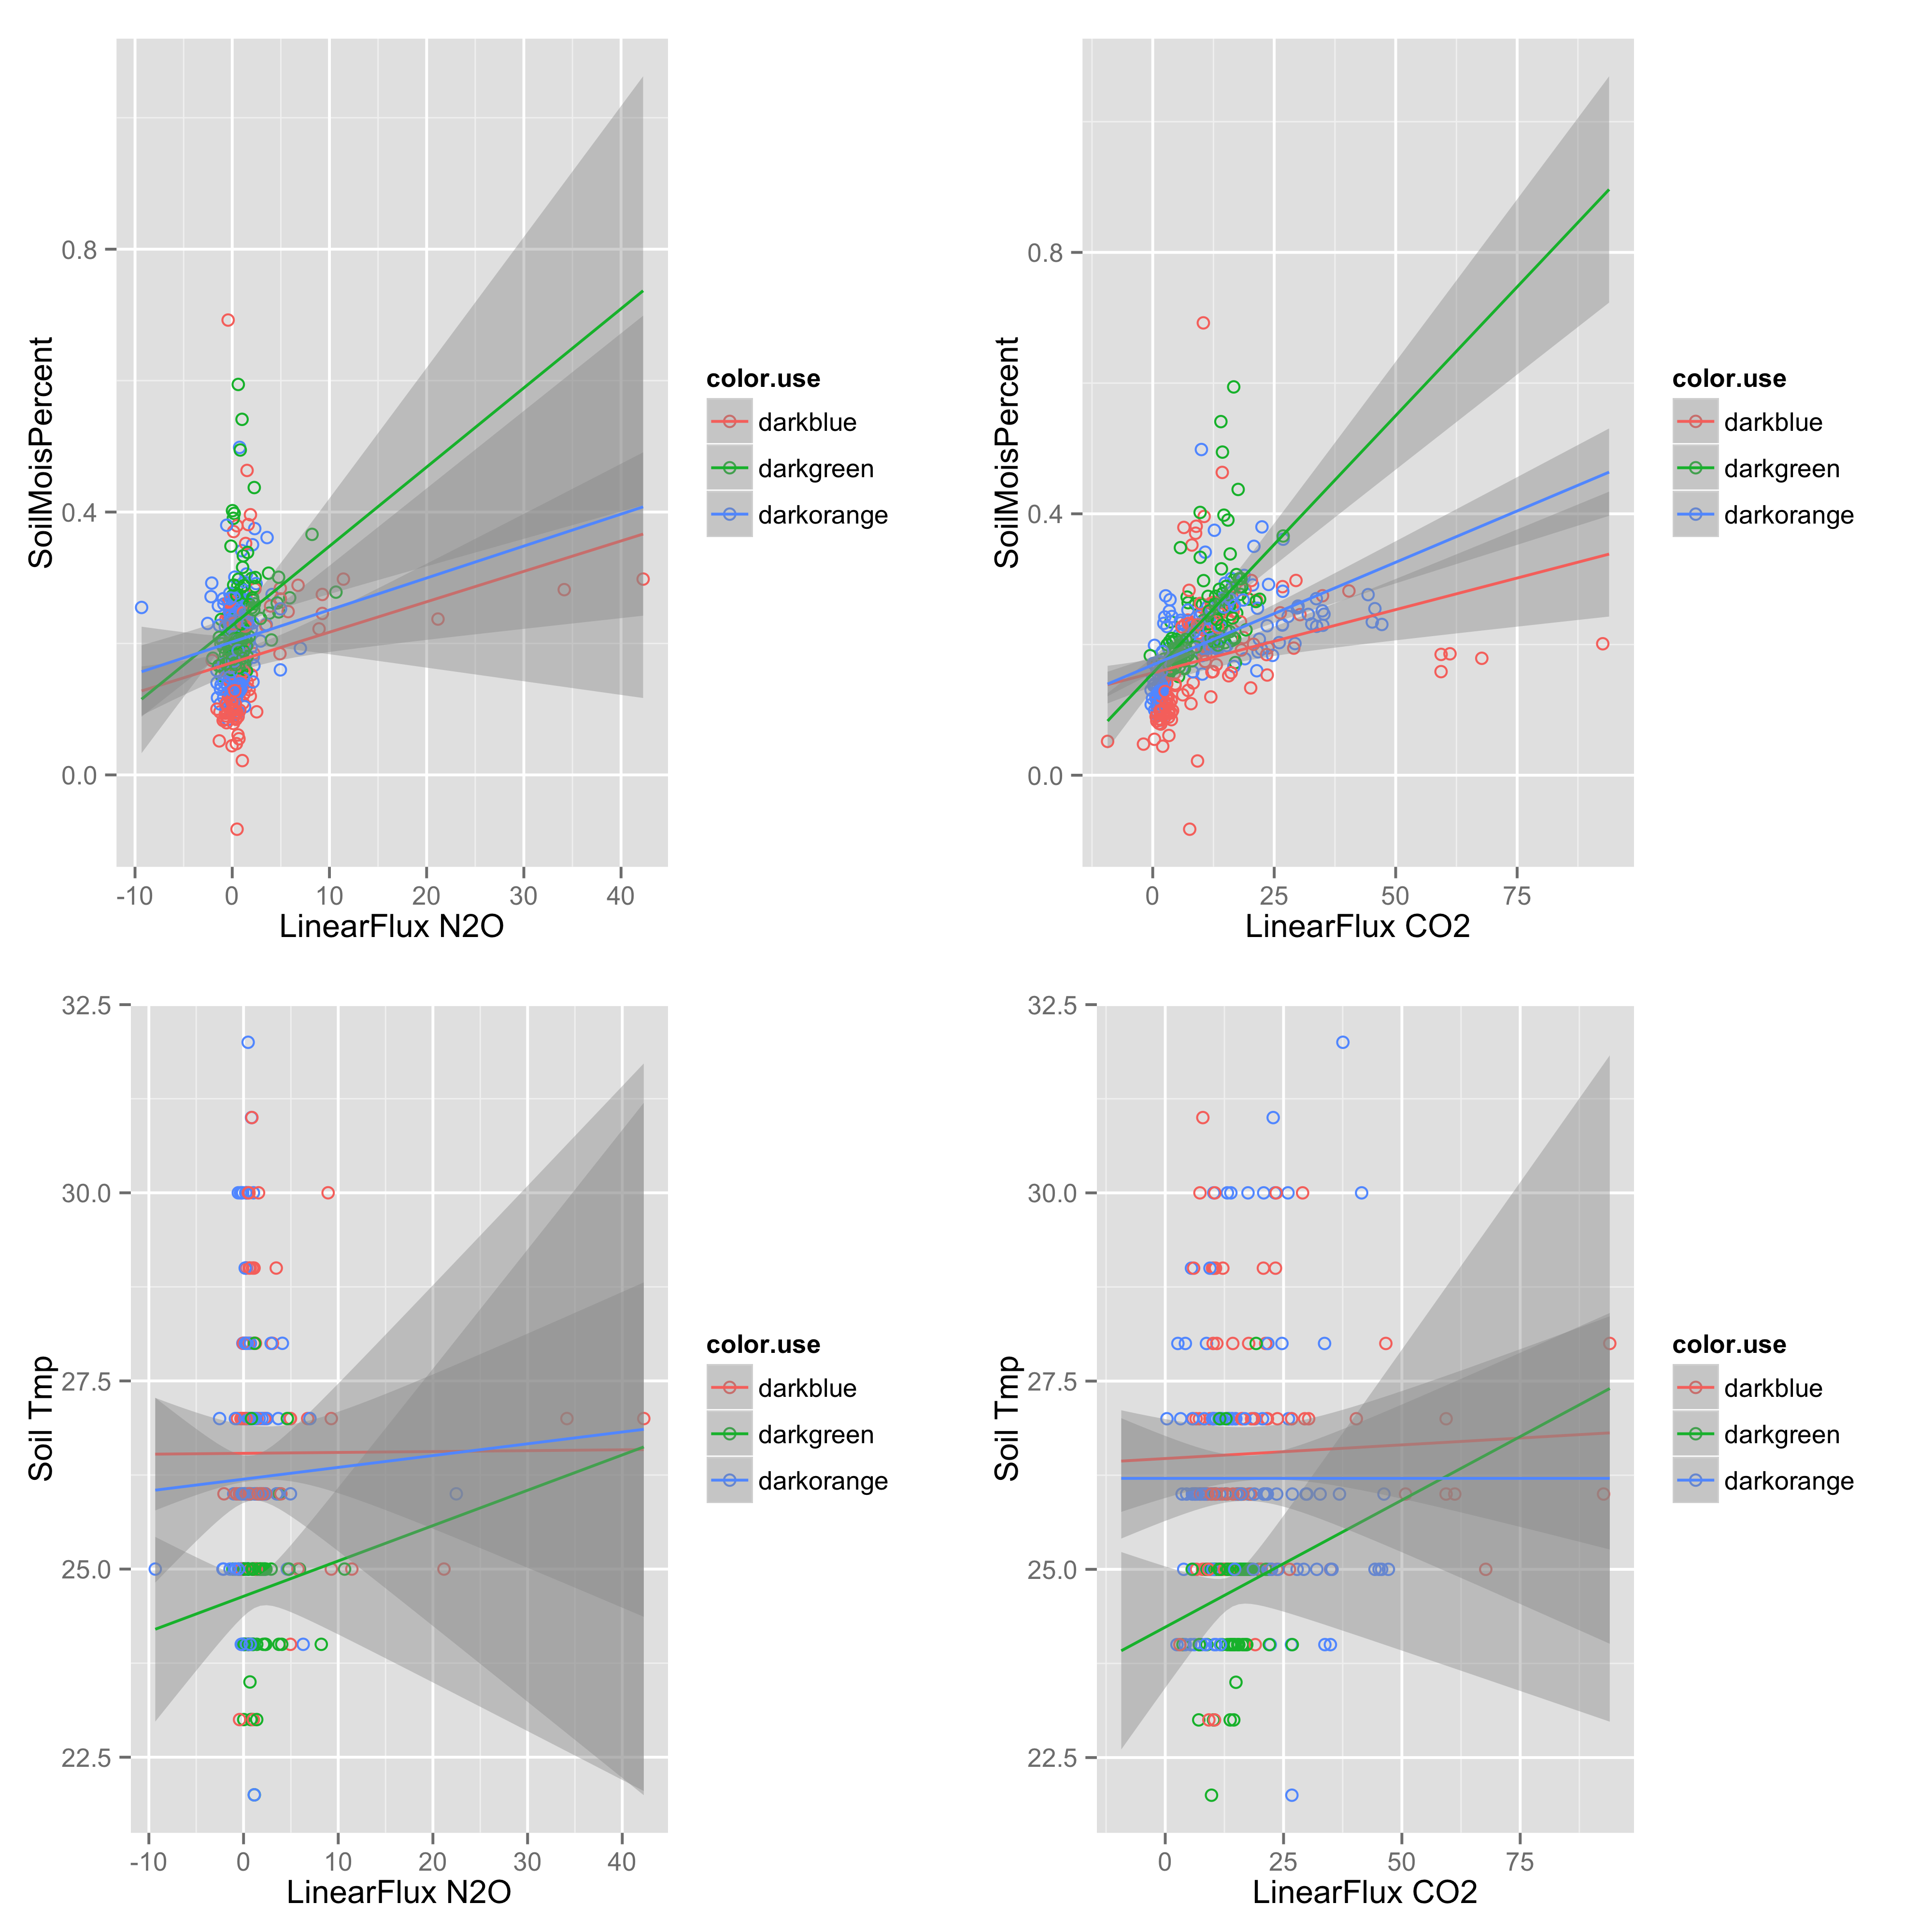 0.8
0.4
0.0
SoilMoisPercent
-10 0 10 20 30 40
LinearFlux N2O
color.use
darkblue
darkgreen
darkorange
0.8
0.4
0.0
SoilMoisPercent
0 25 50 75
LinearFlux CO2
color.use
darkblue
darkgreen
darkorange
32.5
30.0
27.5
25.0
22.5
Soil Tmp
-10 0 10 20 30 40
LinearFlux N2O
color.use
darkblue
darkgreen
darkorange
32.5
30.0
27.5
25.0
22.5
Soil Tmp
0 25 50 75
LinearFlux CO2
color.use
darkblue
darkgreen
darkorange